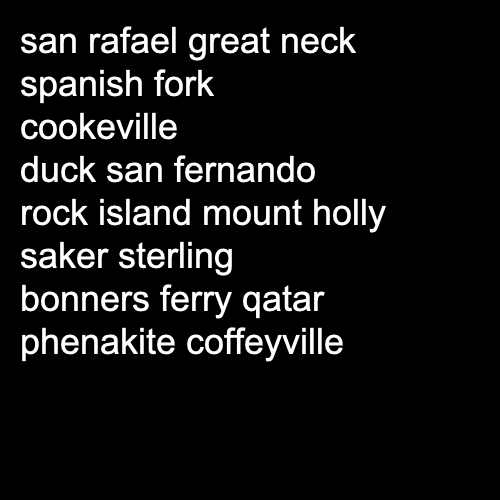 san rafael great neck
spanish fork
cookeville
duck san fernando
rock island mount holly
saker sterling
bonners ferry qatar
phenakite coffeyville